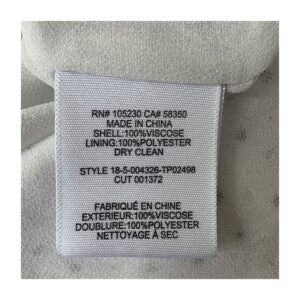 RN# 105230 CA# 58350
MADE IN CHINA
SHELL:100%VISCOSE
LINING:100%POLYESTER
DRY CLEAN
STYLE 18-5-004326-TP02498
CUT 001372
FABRIQUÉ EN CHINE
EXTERIEUR:100%VISCOSE
DOUBLURE:100%POLYESTER
NETTOYAGE À SEC